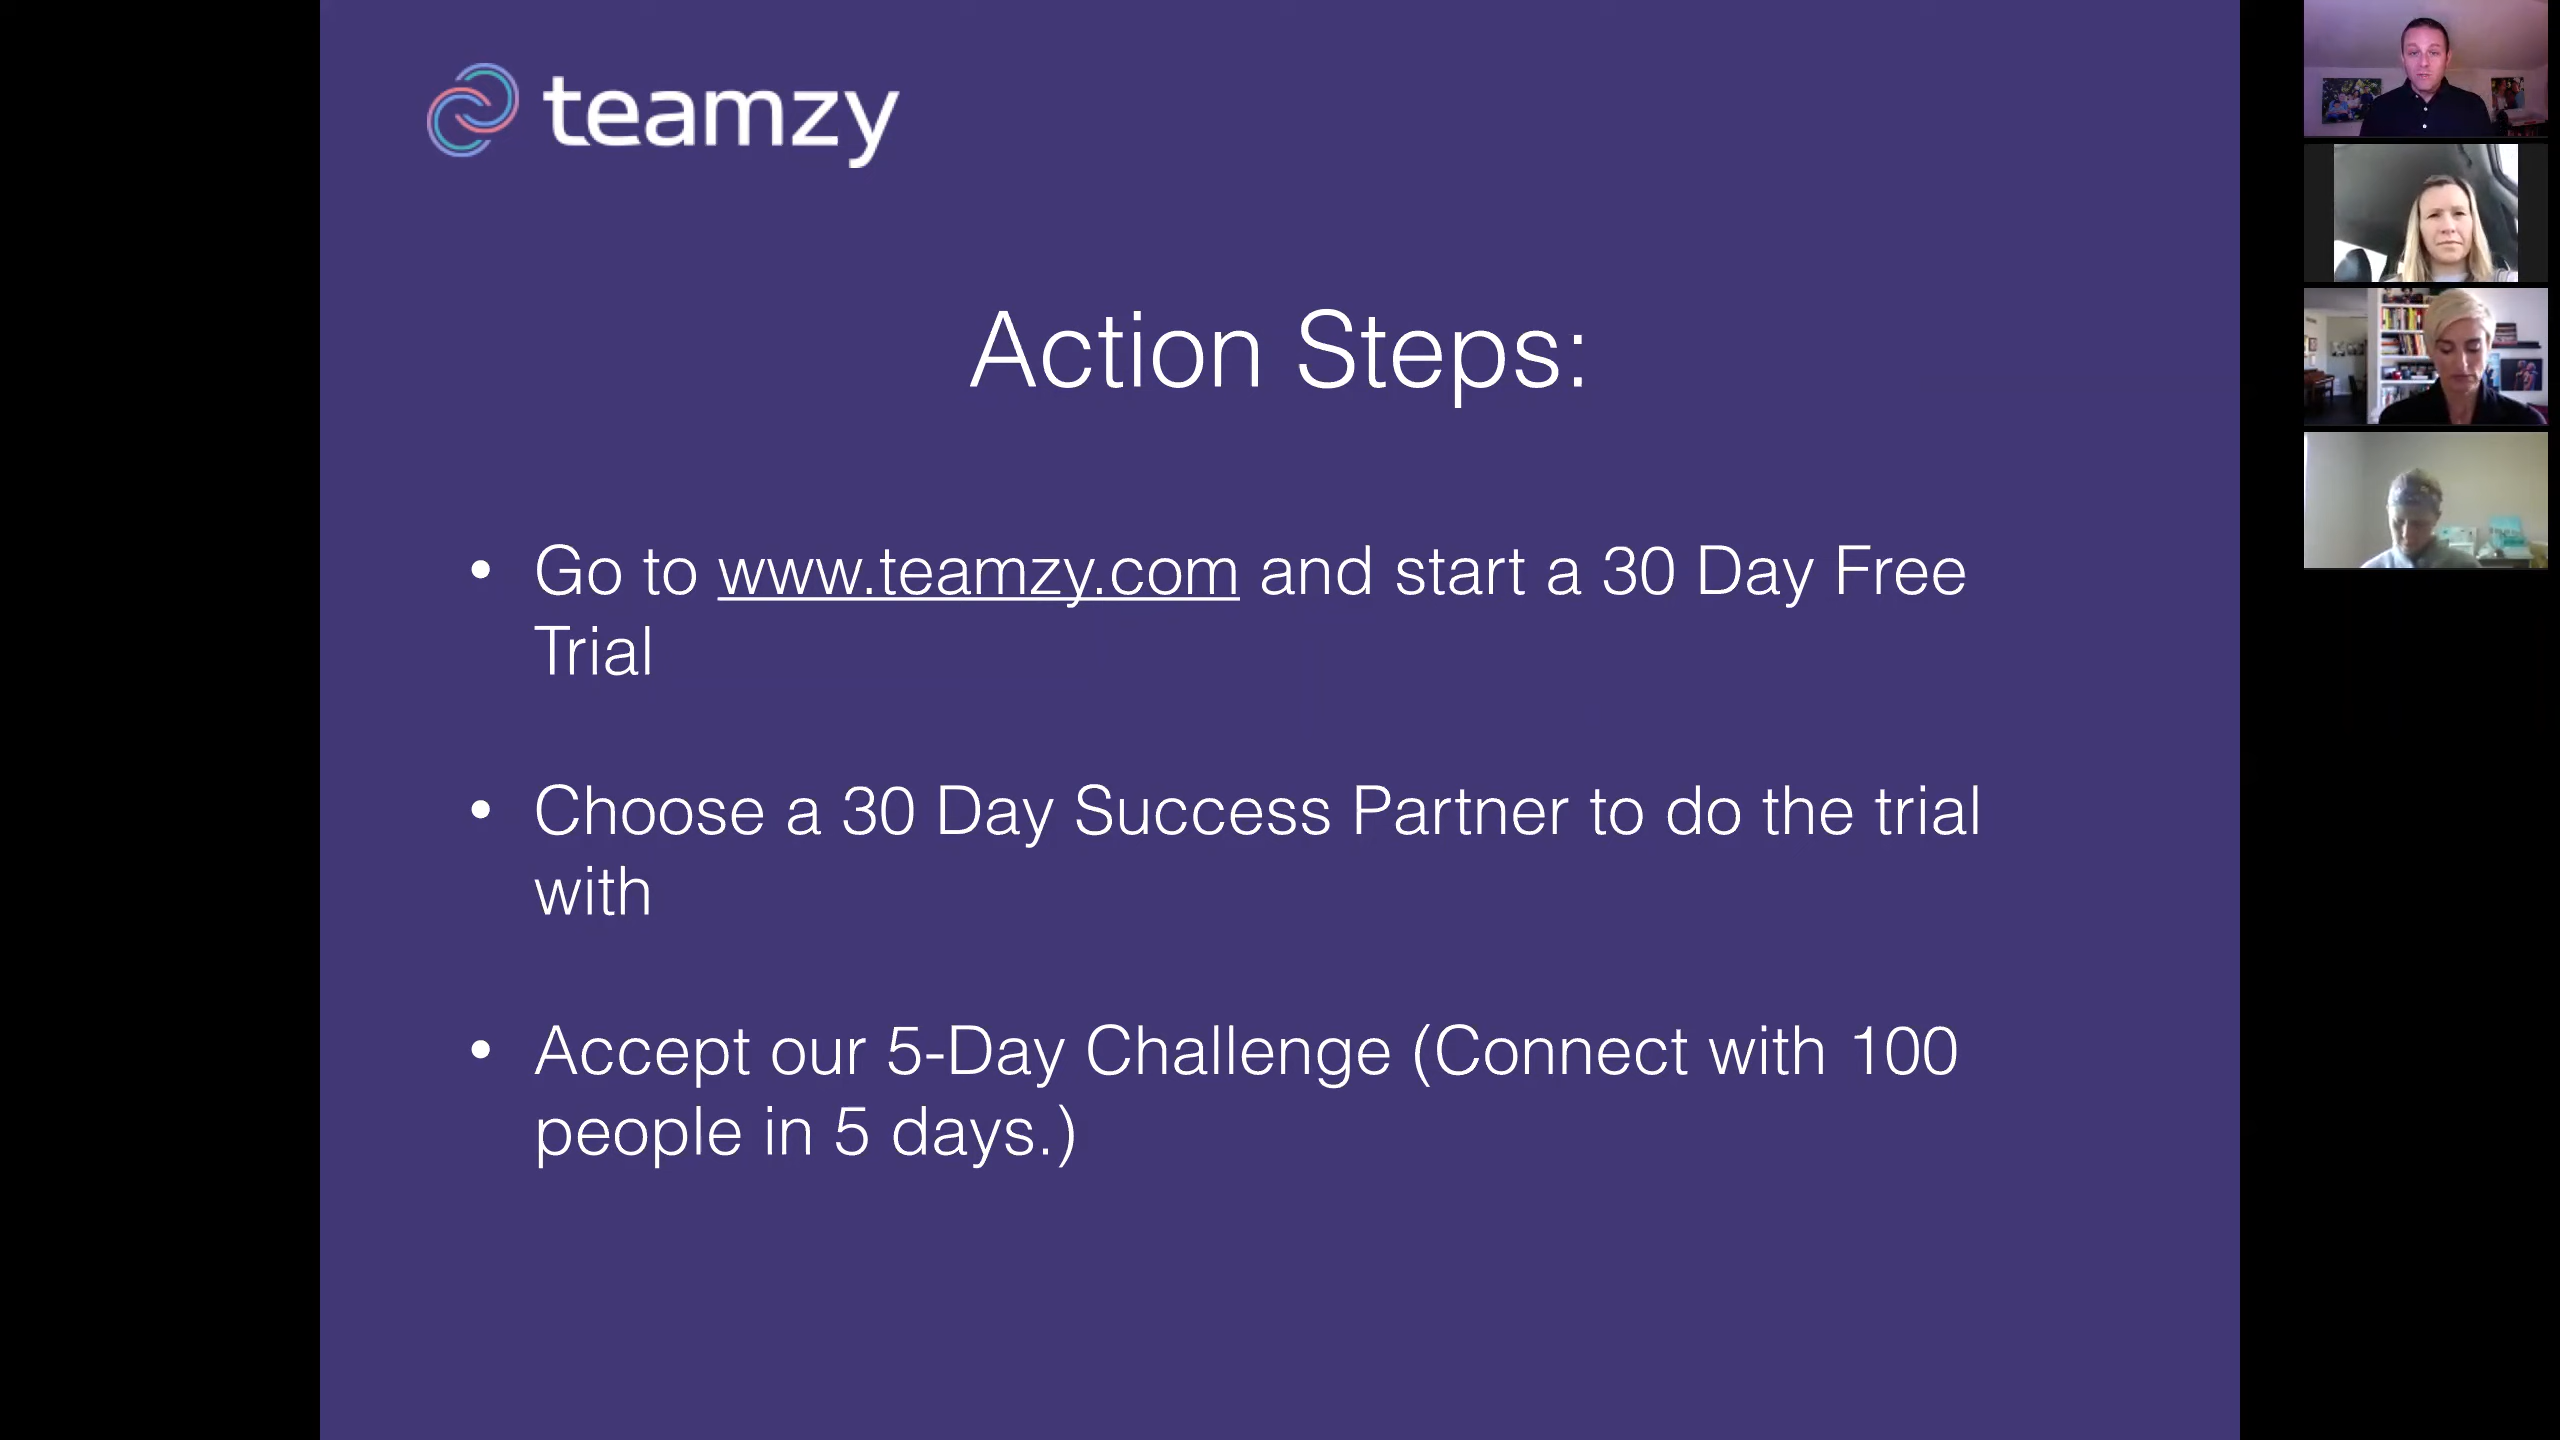 teamzy
Action Steps:
• Go to www.teamzy.com and start a 30 Day Free
Trial
• Choose a 30 Day Success Partner to do the trial
with
• Accept our 5-Day Challenge (Connect with 100
people in 5 days.)